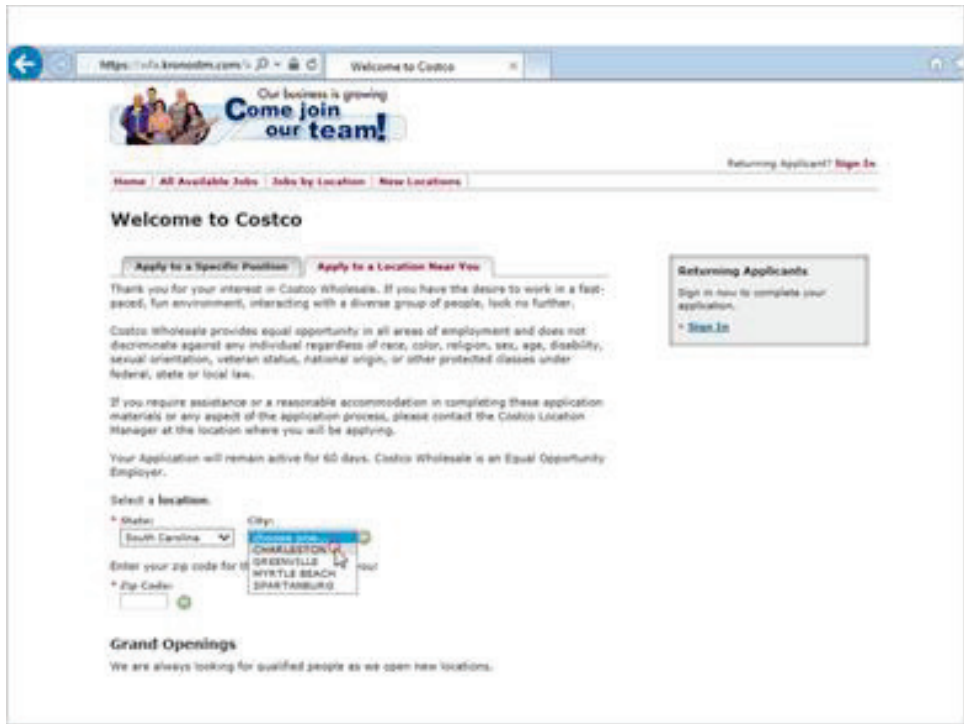 Welcome to Costco
Our business is growing
Come join
our team!
Returning Applicant? Sign In
Home | All Available Jobs | Jobs by Location | New Locations
Welcome to Costco
Apply to a Specific Position
Apply to a Location Near You
Thank you for your interest in Costco Wholesale. If you have the desire to work in a fast-
paced, fun environment, interacting with a diverse group of people, look no further.
Costco Wholesale provides equal opportunity in all areas of employment and does not
discriminate against any individual regardless of race, color, religion, sex, age, disability,
sexual orientation, veteran status, national origin, or other protected classes under
federal, state or local law.
If you require assistance or a reasonable accommodation in completing these application
materials or any aspect of the application process, please contact the Costco Location
Manager at the location where you will be applying.
Your Application will remain active for 60 days. Costco Wholesale is an Equal Opportunity
Employer.
Select a location.
* State: City:
South Carolina choose one...
CHARLESTON
GREENVILLE
MYRTLE BEACH
SPARTANBURG
Enter your zip code for
* Zip Code:
Grand Openings
We are always looking for qualified people as we open new locations.
Returning Applicants
Sign in now to complete your
application.
Sign In